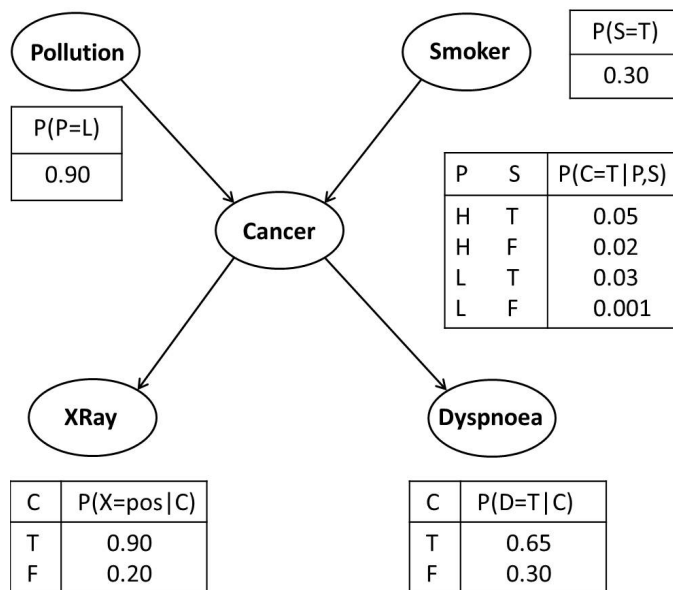 Pollution
Smoker
P(S=T)
0.30
P(P=L)
0.90
P S P(C=T|P,S)
H T 0.05
H F 0.02
L T 0.03
L F 0.001
Cancer
XRay
Dyspnoea
C P(X=pos|C)
T 0.90
F 0.20
C P(D=T|C)
T 0.65
F 0.30